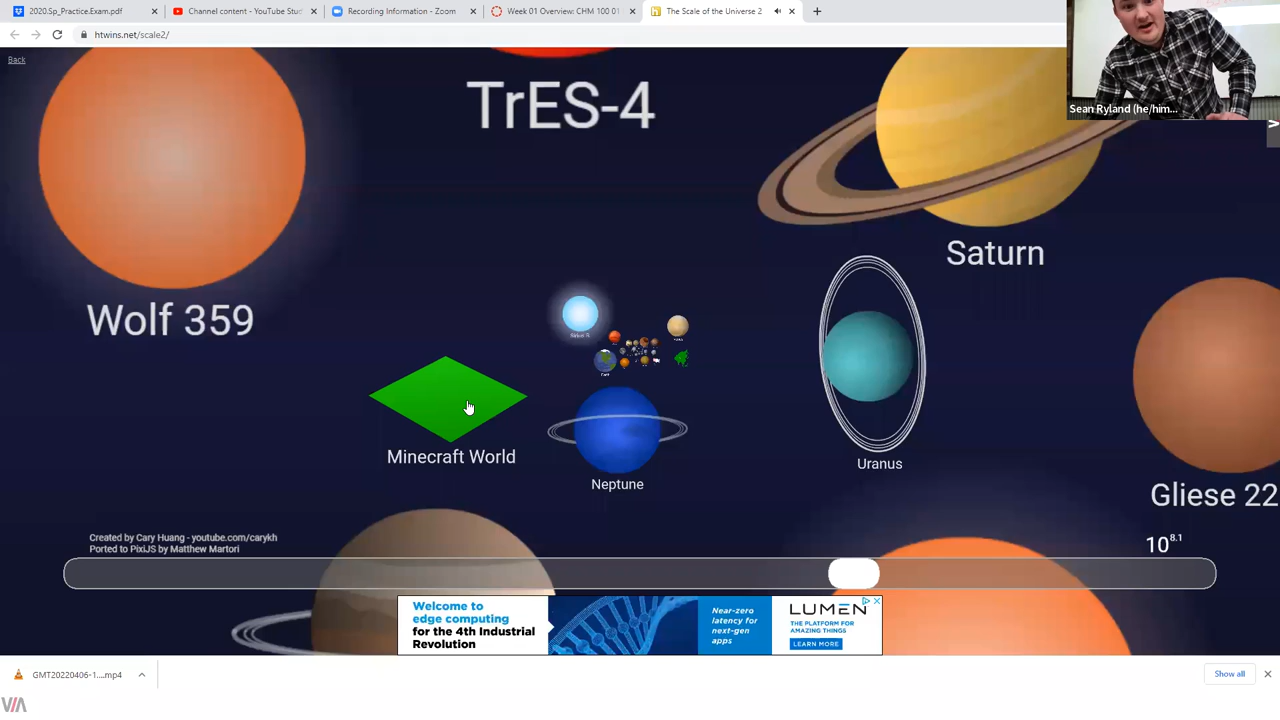 2020.Sp_Practice.Exam.pdf
Channel content - YouTube Stud
Recording Information - Zoom
Week 01 Overview: CHM 100 01
The Scale of the Universe 2
htwins.net/scale2/
Back
Sean Ryland (he/him...
TrES-4
Saturn
Wolf 359
Minecraft World
Neptune
Uranus
Gliese 22
Created by Cary Huang - youtube.com/carykh
Ported to PixiJS by Matthew Martori
10^8.1
Welcome to
edge computing
for the 4th Industrial
Revolution
Near-zero
latency for
next-gen
apps
LUMEN®
THE PLATFORM FOR
AMAZING THINGS
LEARN MORE
GMT20220406-1....mp4
Show all
VIA